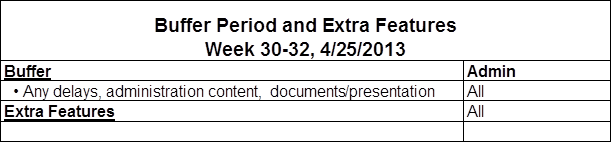 Buffer Period and Extra Features
Week 30-32, 4/25/2013
Buffer Admin
• Any delays, administration content, documents/presentation All
Extra Features All